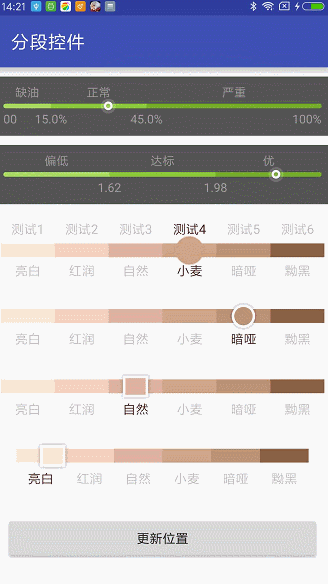 14:21
分段控件
缺油 正常 严重
00 15.0% 45.0% 100%
偏低 达标 优
1.62 1.98
测试1 测试2 测试3 测试4 测试5 测试6
亮白 红润 自然 小麦 暗哑 黝黑
亮白 红润 自然 小麦 暗哑 黝黑
亮白 红润 自然 小麦 暗哑 黝黑
亮白 红润 自然 小麦 暗哑 黝黑
更新位置